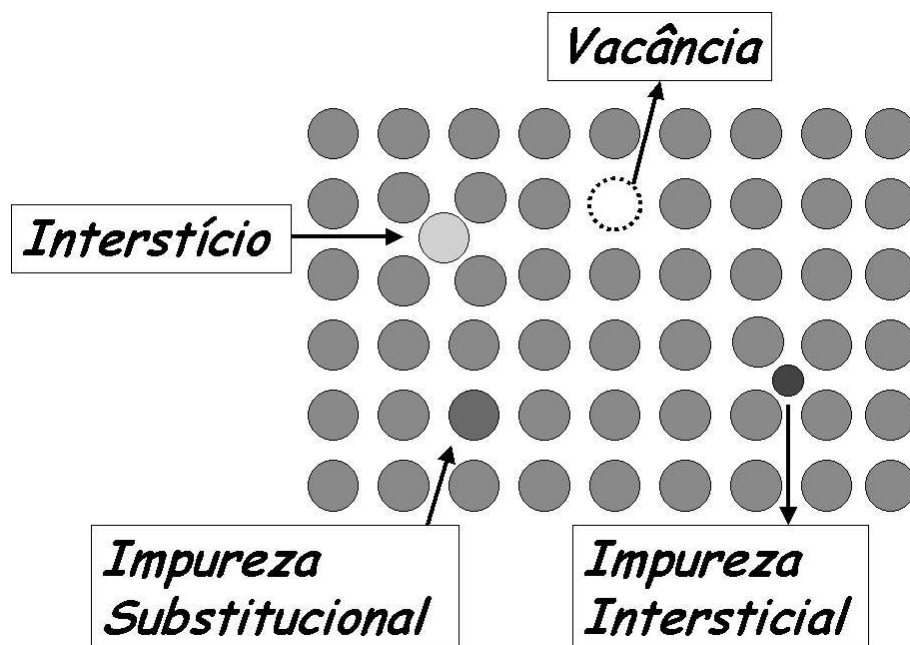 Vacância
Interstício
Impureza
Substitucional
Impureza
Intersticial